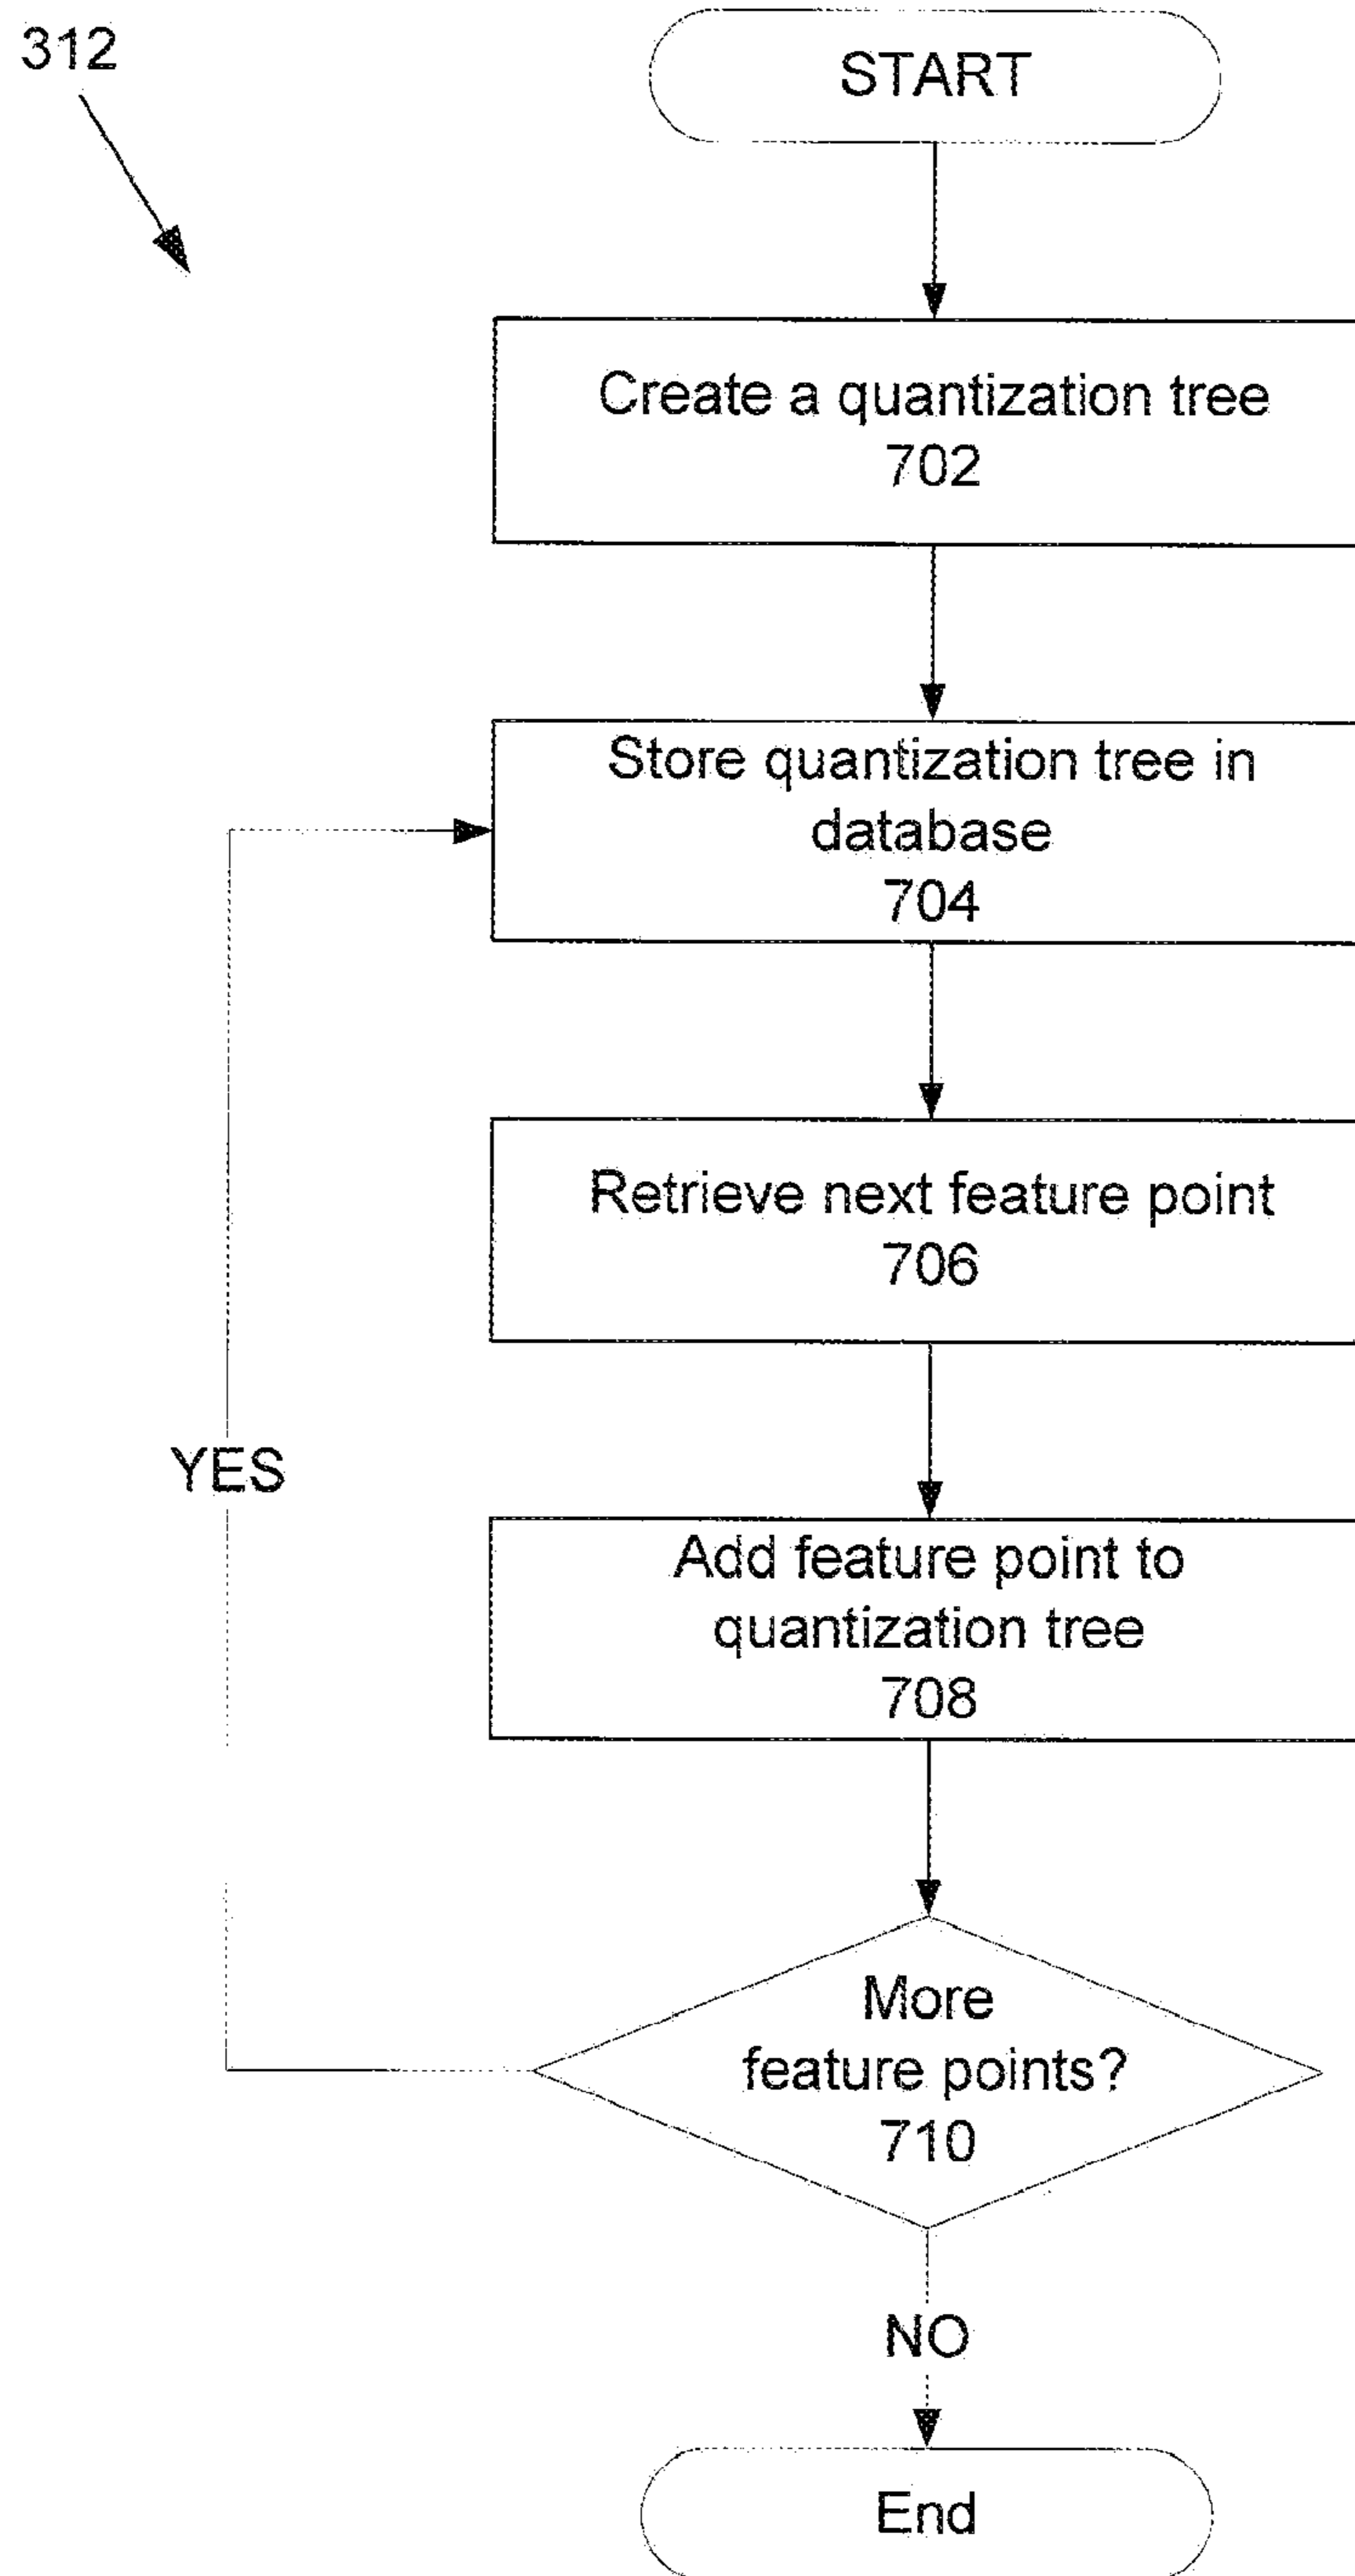 312
START
Create a quantization tree
702
Store quantization tree in
database
704
Retrieve next feature point
706
YES
Add feature point to
quantization tree
708
More
feature points?
710
NO
End